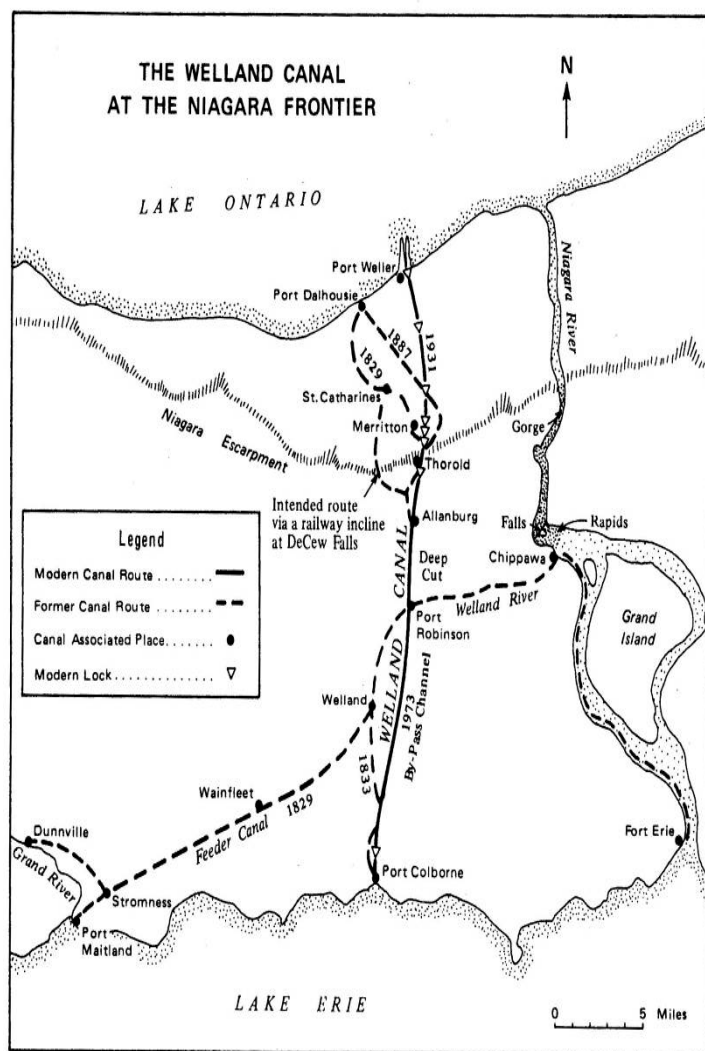 THE WELLAND CANAL
AT THE NIAGARA FRONTIER
N
LAKE ONTARIO
Port Weller
Port Dalhousie
1887
1931
1829
St. Catharines
Merritton
Niagara River
Niagara Escarpment
Gorge
Thorold
Intended route
via a railway incline
at DeCew Falls
Allanburg
Falls
Rapids
Chippawa
Deep
Cut
WELLAND CANAL
Welland River
Port
Robinson
Grand
Island
Legend
Modern Canal Route
Former Canal Route
Canal Associated Place
Modern Lock
Welland
1973
By-Pass Channel
1833
Wainfleet
Feeder Canal 1829
Dunnville
Grand River
Stromness
Port
Maitland
Port Colborne
Fort Erie
LAKE ERIE
0 5 Miles